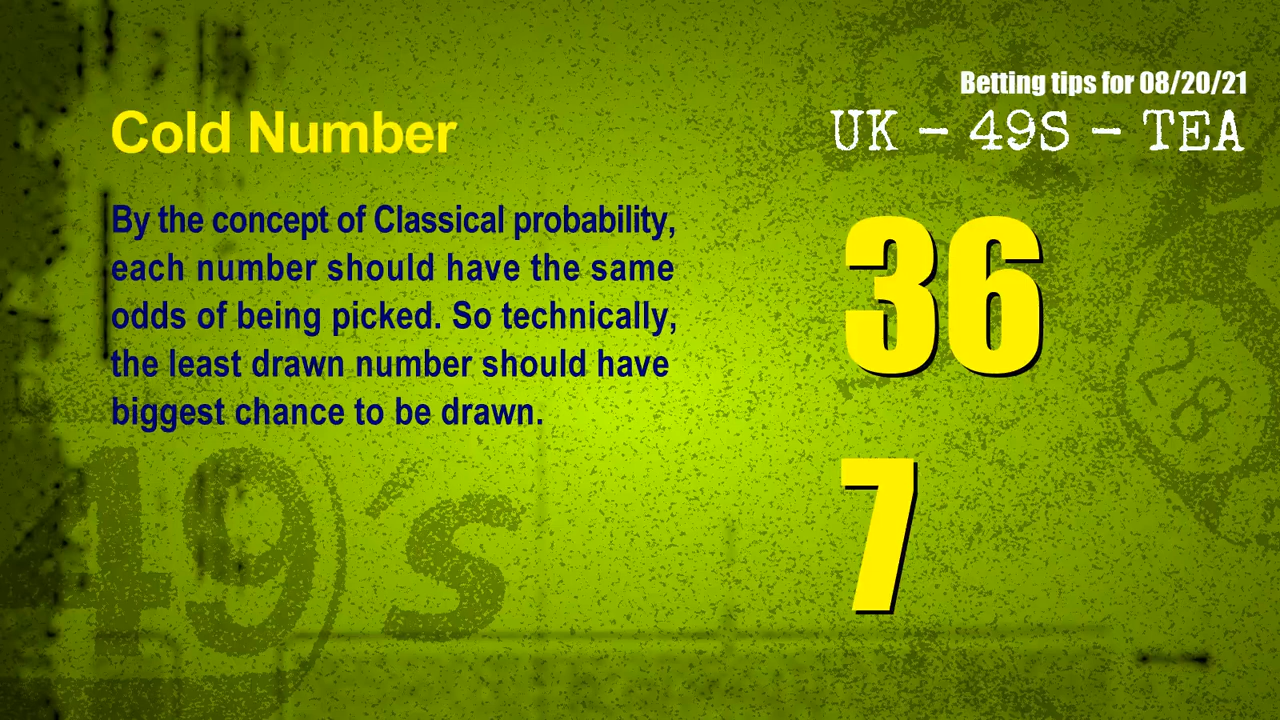 Betting tips for 08/20/21
UK - 49S - TEA
Cold Number
By the concept of Classical probability,
each number should have the same
odds of being picked. So technically,
the least drawn number should have
biggest chance to be drawn.
36
7
28
49's